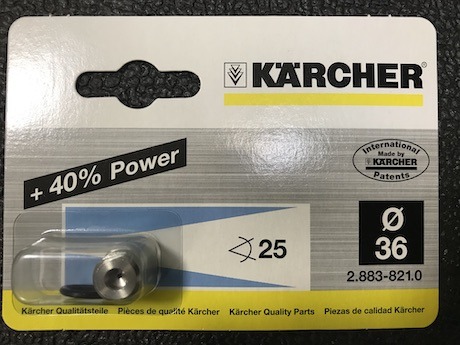 KÄRCHER
+ 40% Power
International
Made by
KÄRCHER
Patents
25
Ø
36
2.883-821.0
Kärcher Qualitätsteile Pièces de qualité Kärcher Kärcher Quality Parts Piezas de calidad Kärcher